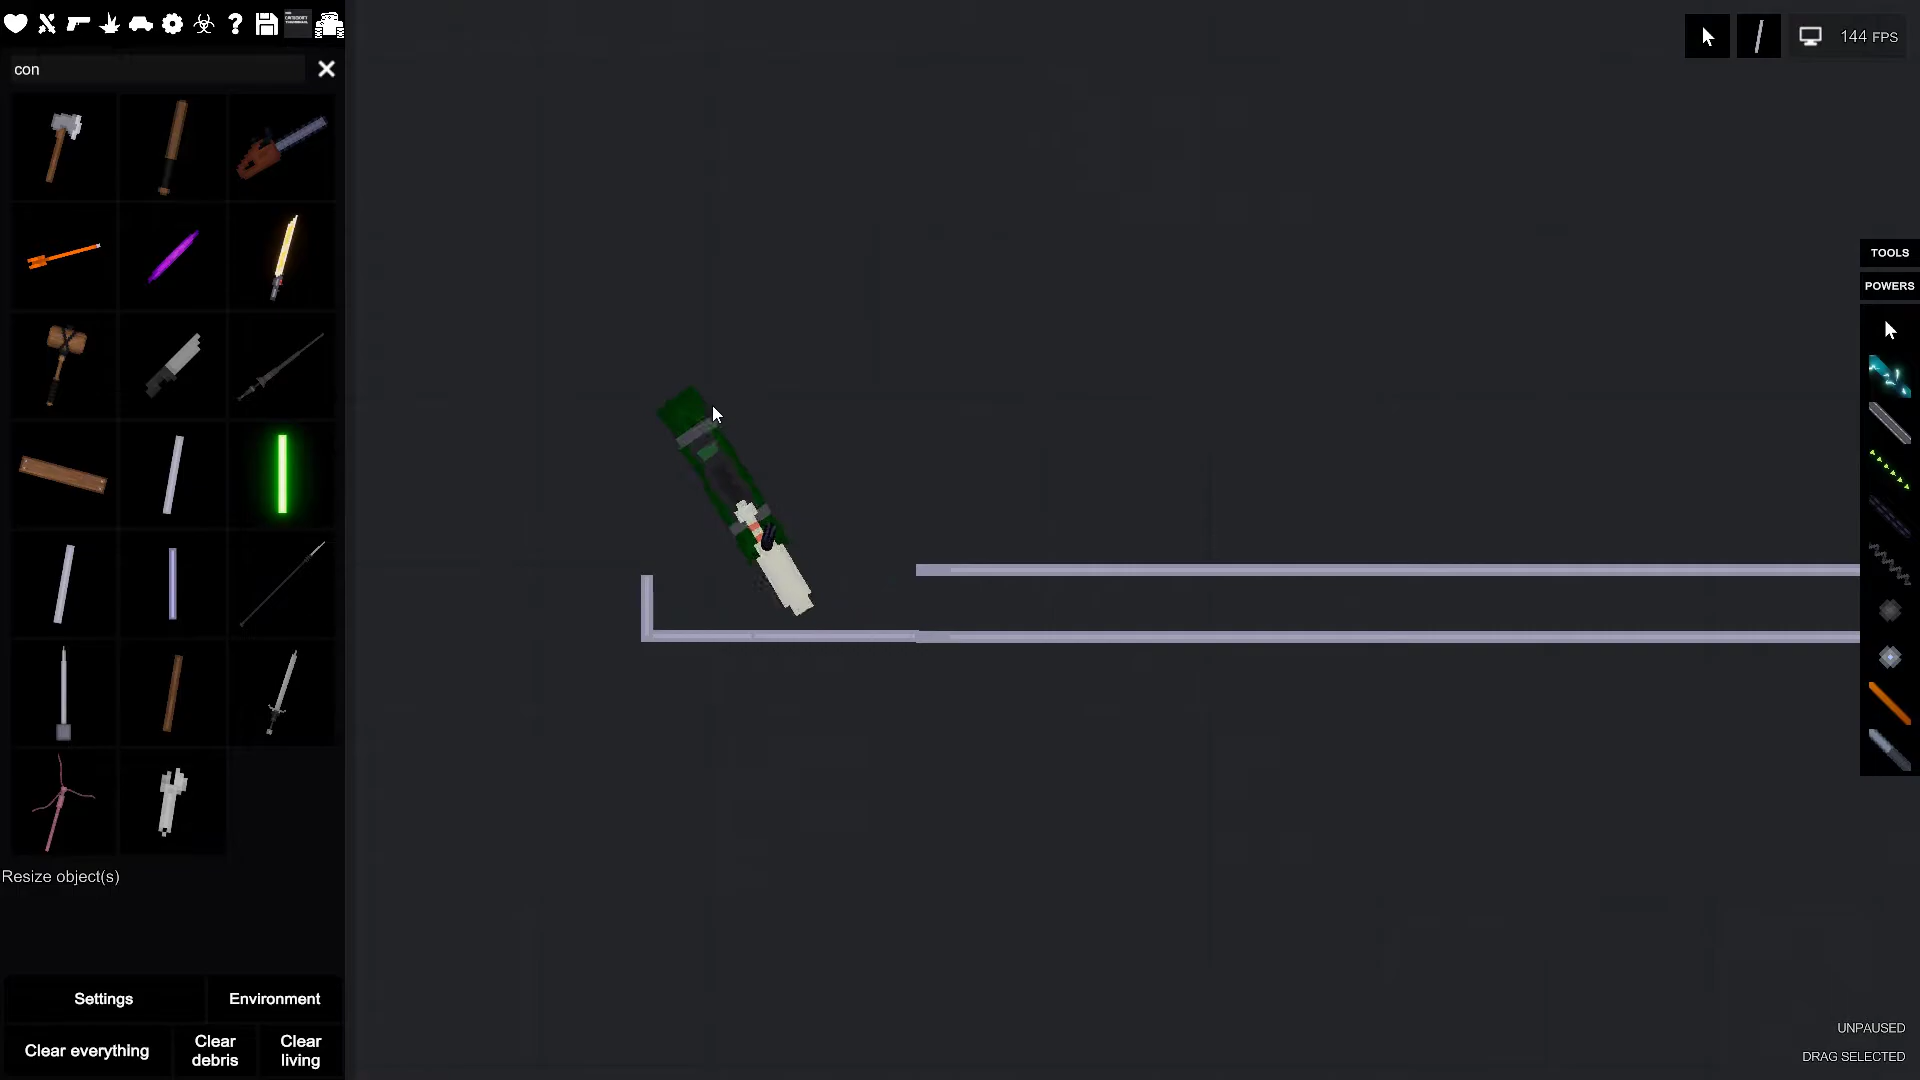 144 FPS
con
TOOLS
POWERS
Resize object(s)
Settings
Environment
Clear everything
Clear
debris
Clear
living
UNPAUSED
DRAG SELECTED